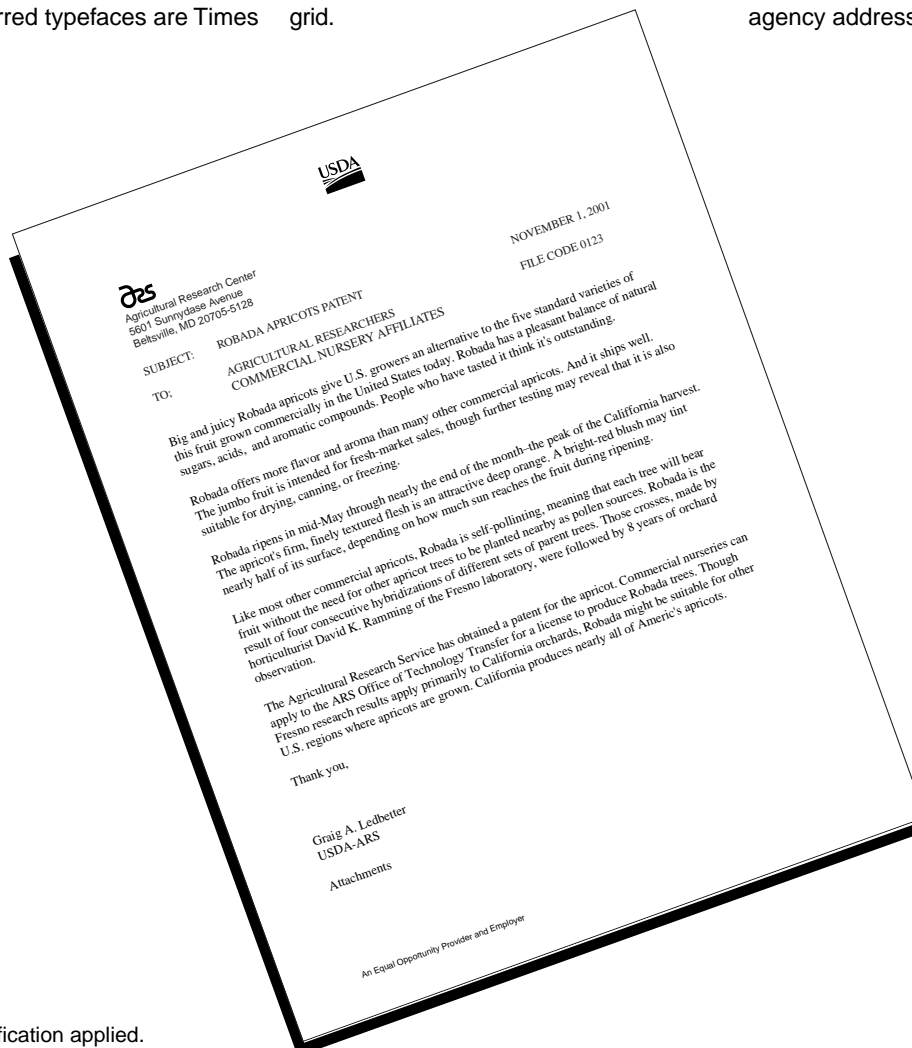 rred typefaces are Times
grid.
agency address
USDA
NOVEMBER 1, 2001
FILE CODE 0123
ars
Agricultural Research Center
5601 Sunnydase Avenue
Beltsville, MD 20705-5128
SUBJECT: ROBADA APRICOTS PATENT
TO: AGRICULTURAL RESEARCHERS
COMMERCIAL NURSERY AFFILIATES
Big and juicy Robada apricots give U.S. growers an alternative to the five standard varieties of
this fruit grown commercially in the United States today. Robada has a pleasant balance of natural
sugars, acids, and aromatic compounds. People who have tasted it think it's outstanding.
Robada offers more flavor and aroma than many other commercial apricots. And it ships well.
The jumbo fruit is intended for fresh-market sales, though further testing may reveal that it is also
suitable for drying, canning, or freezing.
Robada ripens in mid-May through nearly the end of the month–the peak of the Califfornia harvest.
The apricot's firm, finely textured flesh is an attractive deep orange. A bright-red blush may tint
nearly half of its surface, depending on how much sun reaches the fruit during ripening.
Like most other commercial apricots, Robada is self-pollinting, meaning that each tree will bear
fruit without the need for other apricot trees to be planted nearby as pollen sources. Robada is the
result of four consecutive hybridizations of different sets of parent trees. Those crosses, made by
horticulturist David K. Ramming of the Fresno laboratory, were followed by 8 years of orchard
observation.
The Agricultural Research Service has obtained a patent for the apricot. Commercial nurseries can
apply to the ARS Office of Technology Transfer for a license to produce Robada trees. Though
Fresno research results apply primarily to California orchards, Robada might be suitable for other
U.S. regions where apricots are grown. California produces nearly all of Americ's apricots.
Thank you,
Graig A. Ledbetter
USDA-ARS
Attachments
An Equal Opportunity Provider and Employer
fication applied.